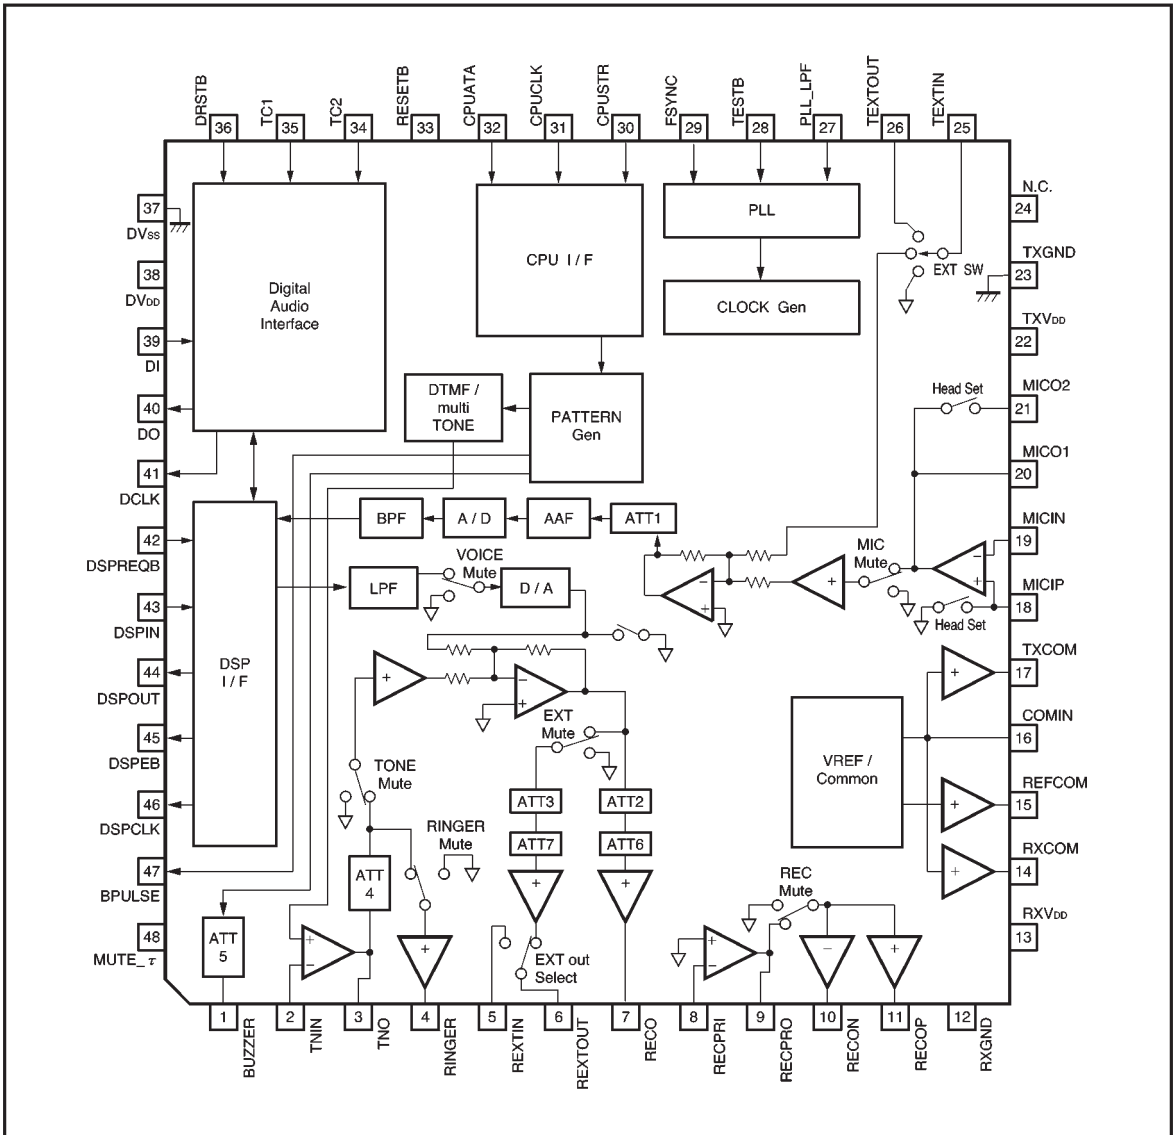 DRSTB
TC1
TC2
RESETB
CPUATA
CPUCLK
CPUSTR
FSYNC
TESTB
PLL_LPF
TEXTOUT
TEXTIN
36
35
34
33
32
31
30
29
28
27
26
25
37
DVss
38
DVDD
39
DI
40
DO
41
DCLK
42
DSPREQB
43
DSPIN
44
DSPOUT
45
DSPEB
46
DSPCLK
47
BPULSE
48
MUTE_τ
Digital
Audio
Interface
CPU I / F
PLL
CLOCK Gen
EXT SW
DTMF /
multi
TONE
PATTERN
Gen
BPF
A / D
AAF
ATT1
DSP
I / F
LPF
VOICE
Mute
D / A
+
−
+
+
MIC
Mute
−
+
Head Set
Head Set
+
−
+
EXT
Mute
TONE
Mute
ATT3
ATT2
ATT7
ATT6
RINGER
Mute
ATT
4
ATT
5
+
−
+
+
+
EXT out
Select
VREF /
Common
+
+
+
REC
Mute
+
−
−
+
N.C.
24
TXGND
23
TXVDD
22
MICO2
21
MICO1
20
MICIN
19
MICIP
18
TXCOM
17
COMIN
16
REFCOM
15
RXCOM
14
RXVDD
13
1
2
3
4
5
6
7
8
9
10
11
12
BUZZER
TNIN
TNO
RINGER
REXTIN
REXTOUT
RECO
RECPRI
RECPRO
RECON
RECOP
RXGND